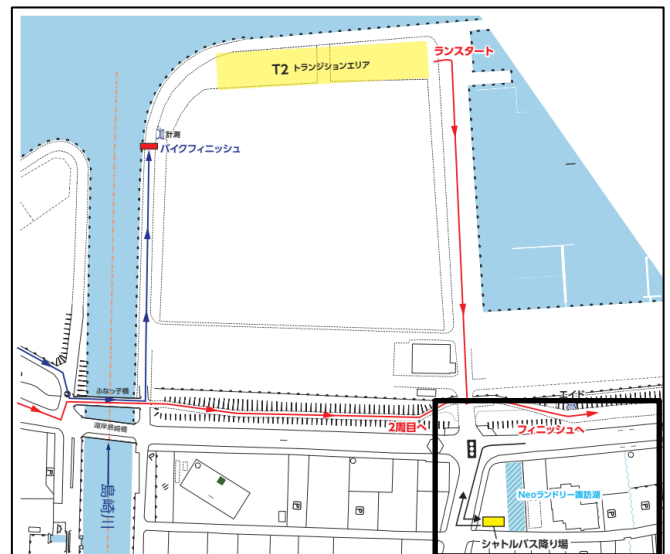 ランスタート
T2 トランジションエリア
計測
バイクフィニッシュ
ふなっ子橋
エイド
2周目へ
フィニッシュへ
湖岸島崎橋
P
P
P
P
島崎川
Neoランドリー諏訪湖
シャトルバス降り場